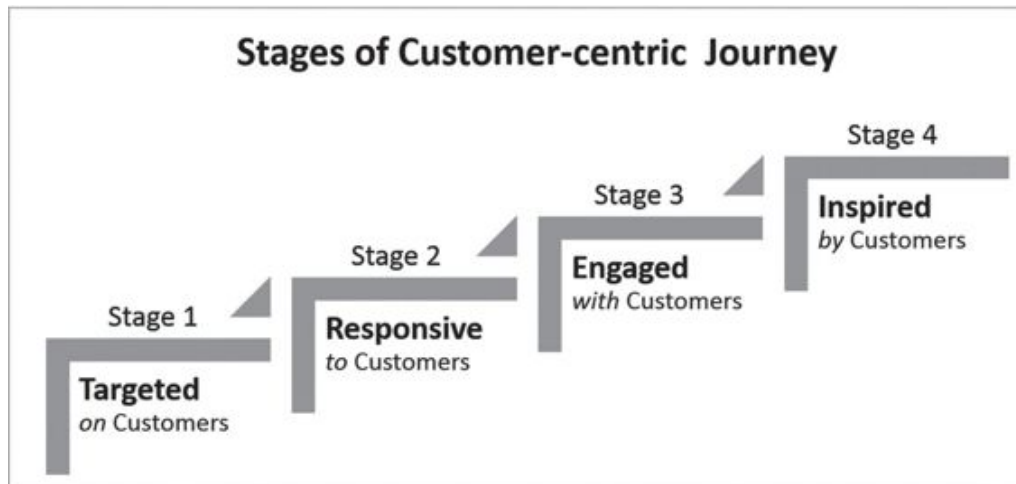 Stages of Customer-centric Journey
Stage 1
Targeted
on Customers
Stage 2
Responsive
to Customers
Stage 3
Engaged
with Customers
Stage 4
Inspired
by Customers